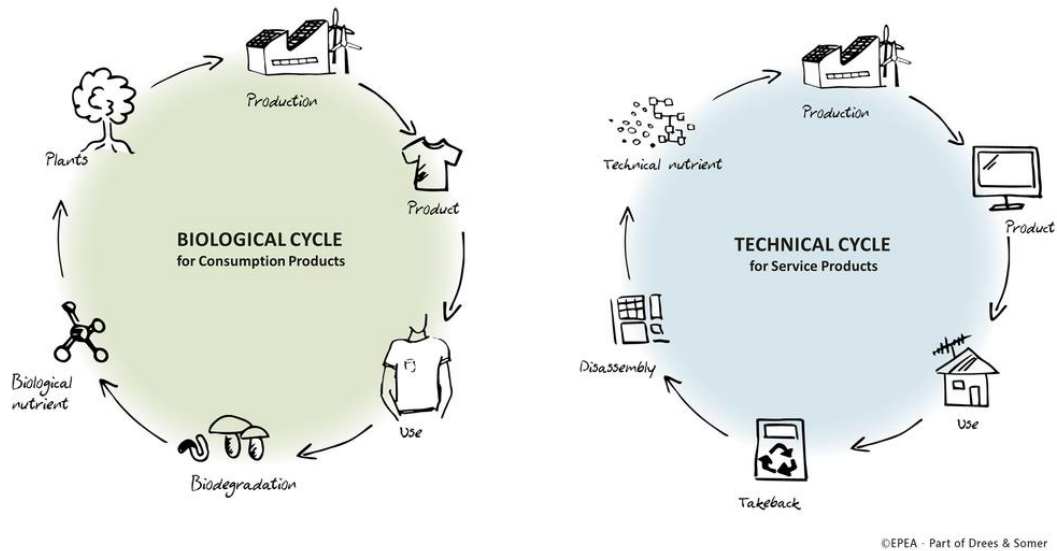 Production
Plants
Product
BIOLOGICAL CYCLE
for Consumption Products
Biological
nutrient
Use
Biodegradation
Production
Technical nutrient
Product
TECHNICAL CYCLE
for Service Products
Disassembly
Use
Takeback
©EPEA - Part of Drees & Somer